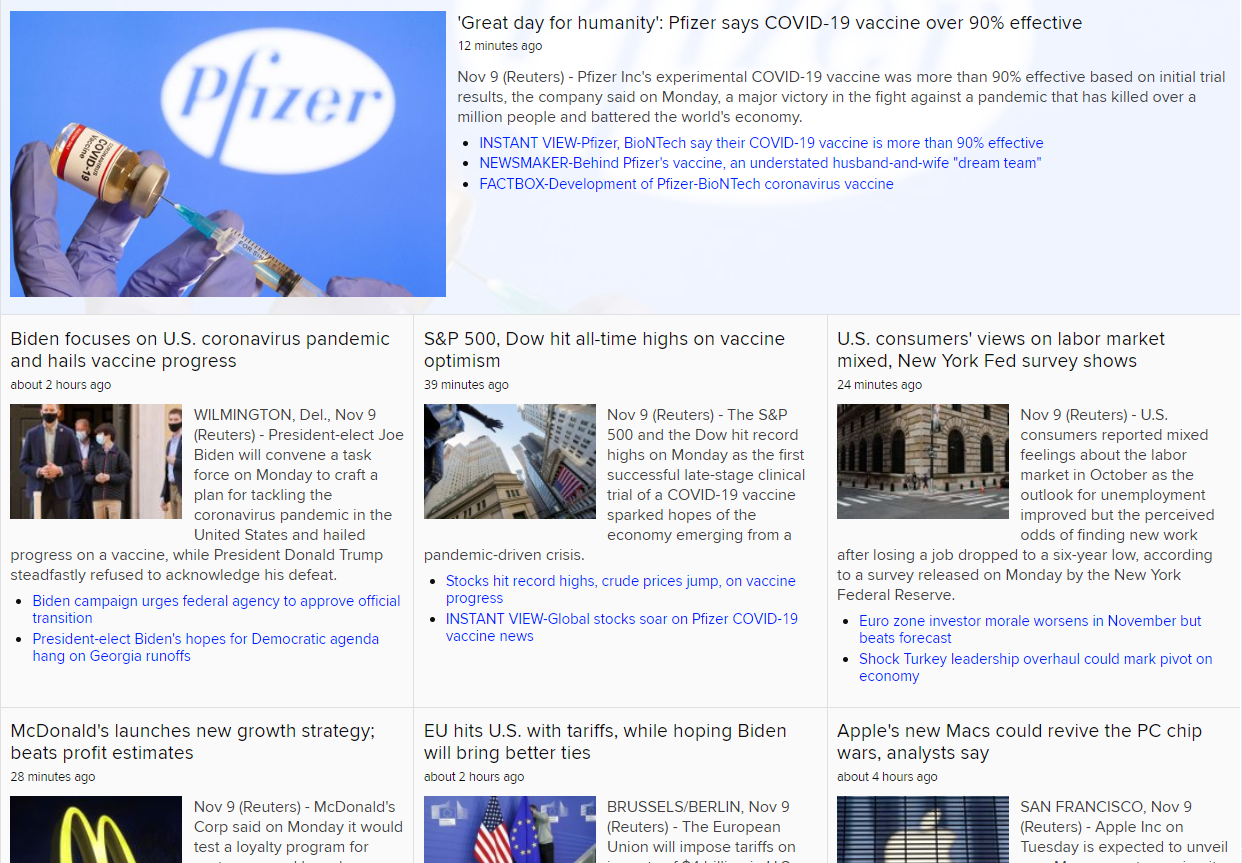 Pfizer
CORONAVIRUS
COVID-19
Vaccine
'Great day for humanity': Pfizer says COVID-19 vaccine over 90% effective
12 minutes ago
Nov 9 (Reuters) - Pfizer Inc's experimental COVID-19 vaccine was more than 90% effective based on initial trial
results, the company said on Monday, a major victory in the fight against a pandemic that has killed over a
million people and battered the world's economy.
INSTANT VIEW-Pfizer, BioNTech say their COVID-19 vaccine is more than 90% effective
NEWSMAKER-Behind Pfizer's vaccine, an understated husband-and-wife "dream team"
FACTBOX-Development of Pfizer-BioNTech coronavirus vaccine
Biden focuses on U.S. coronavirus pandemic
and hails vaccine progress
about 2 hours ago
WILMINGTON, Del., Nov 9
(Reuters) - President-elect Joe
Biden will convene a task
force on Monday to craft a
plan for tackling the
coronavirus pandemic in the
United States and hailed
progress on a vaccine, while President Donald Trump
steadfastly refused to acknowledge his defeat.
Biden campaign urges federal agency to approve official
transition
President-elect Biden's hopes for Democratic agenda
hang on Georgia runoffs
S&P 500, Dow hit all-time highs on vaccine
optimism
39 minutes ago
Nov 9 (Reuters) - The S&P
500 and the Dow hit record
highs on Monday as the first
successful late-stage clinical
trial of a COVID-19 vaccine
sparked hopes of the
economy emerging from a
pandemic-driven crisis.
Stocks hit record highs, crude prices jump, on vaccine
progress
INSTANT VIEW-Global stocks soar on Pfizer COVID-19
vaccine news
U.S. consumers' views on labor market
mixed, New York Fed survey shows
24 minutes ago
Nov 9 (Reuters) - U.S.
consumers reported mixed
feelings about the labor
market in October as the
outlook for unemployment
improved but the perceived
odds of finding new work
after losing a job dropped to a six-year low, according
to a survey released on Monday by the New York
Federal Reserve.
Euro zone investor morale worsens in November but
beats forecast
Shock Turkey leadership overhaul could mark pivot on
economy
McDonald's launches new growth strategy;
beats profit estimates
28 minutes ago
Nov 9 (Reuters) - McDonald's
Corp said on Monday it would
test a loyalty program for
EU hits U.S. with tariffs, while hoping Biden
will bring better ties
about 2 hours ago
BRUSSELS/BERLIN, Nov 9
(Reuters) - The European
Union will impose tariffs on
Apple's new Macs could revive the PC chip
wars, analysts say
about 4 hours ago
SAN FRANCISCO, Nov 9
(Reuters) - Apple Inc on
Tuesday is expected to unveil